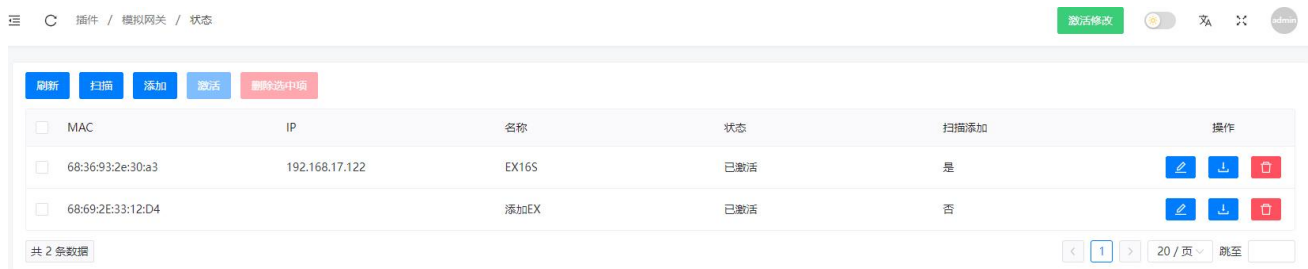 插件 / 模拟网关 / 状态 激活修改 admin
刷新 扫描 添加 激活 删除选中项
MAC IP 名称 状态 扫描添加 操作
68:36:93:2e:30:a3 192.168.17.122 EX16S 已激活 是
68:69:2E:33:12:D4 添加EX 已激活 否
共 2 条数据 1 20 / 页 跳至